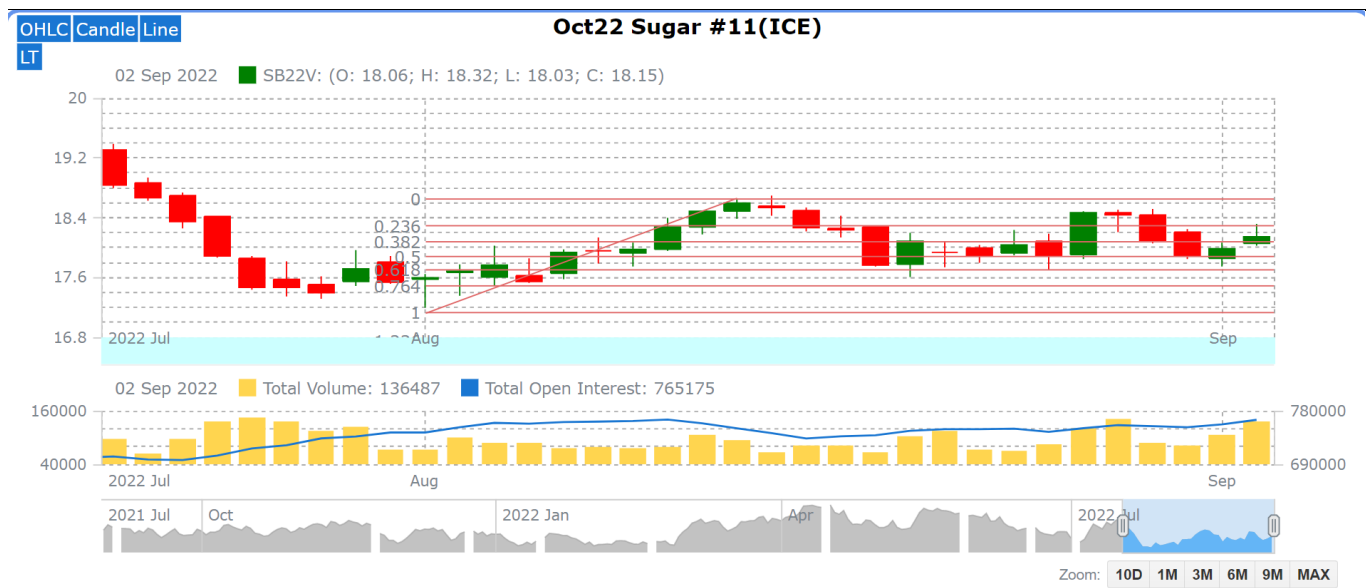 OHLC Candle Line
LT
Oct22 Sugar #11(ICE)
02 Sep 2022 SB22V: (O: 18.06; H: 18.32; L: 18.03; C: 18.15)
20
19.2
18.4
17.6
16.8
0
0.236
0.382
0.5
0.618
0.764
1
2022 Jul Aug Sep
02 Sep 2022 Total Volume: 136487 Total Open Interest: 765175
160000 780000
40000 690000
2022 Jul Aug Sep
2021 Jul Oct 2022 Jan Apr 2022 Jul
Zoom: 10D 1M 3M 6M 9M MAX